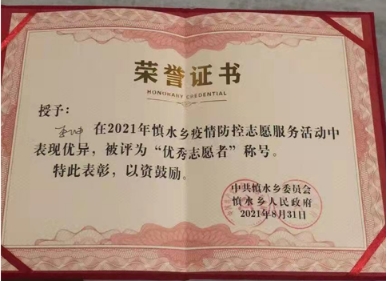 荣誉证书
HONORARY CREDENTIAL
授予：
在2021年慎水乡疫情防控志愿服务活动中
表现优异，被评为“优秀志愿者”称号。
特此表彰，以资鼓励。
中共慎水乡委员会
慎水乡人民政府
2021年8月31日